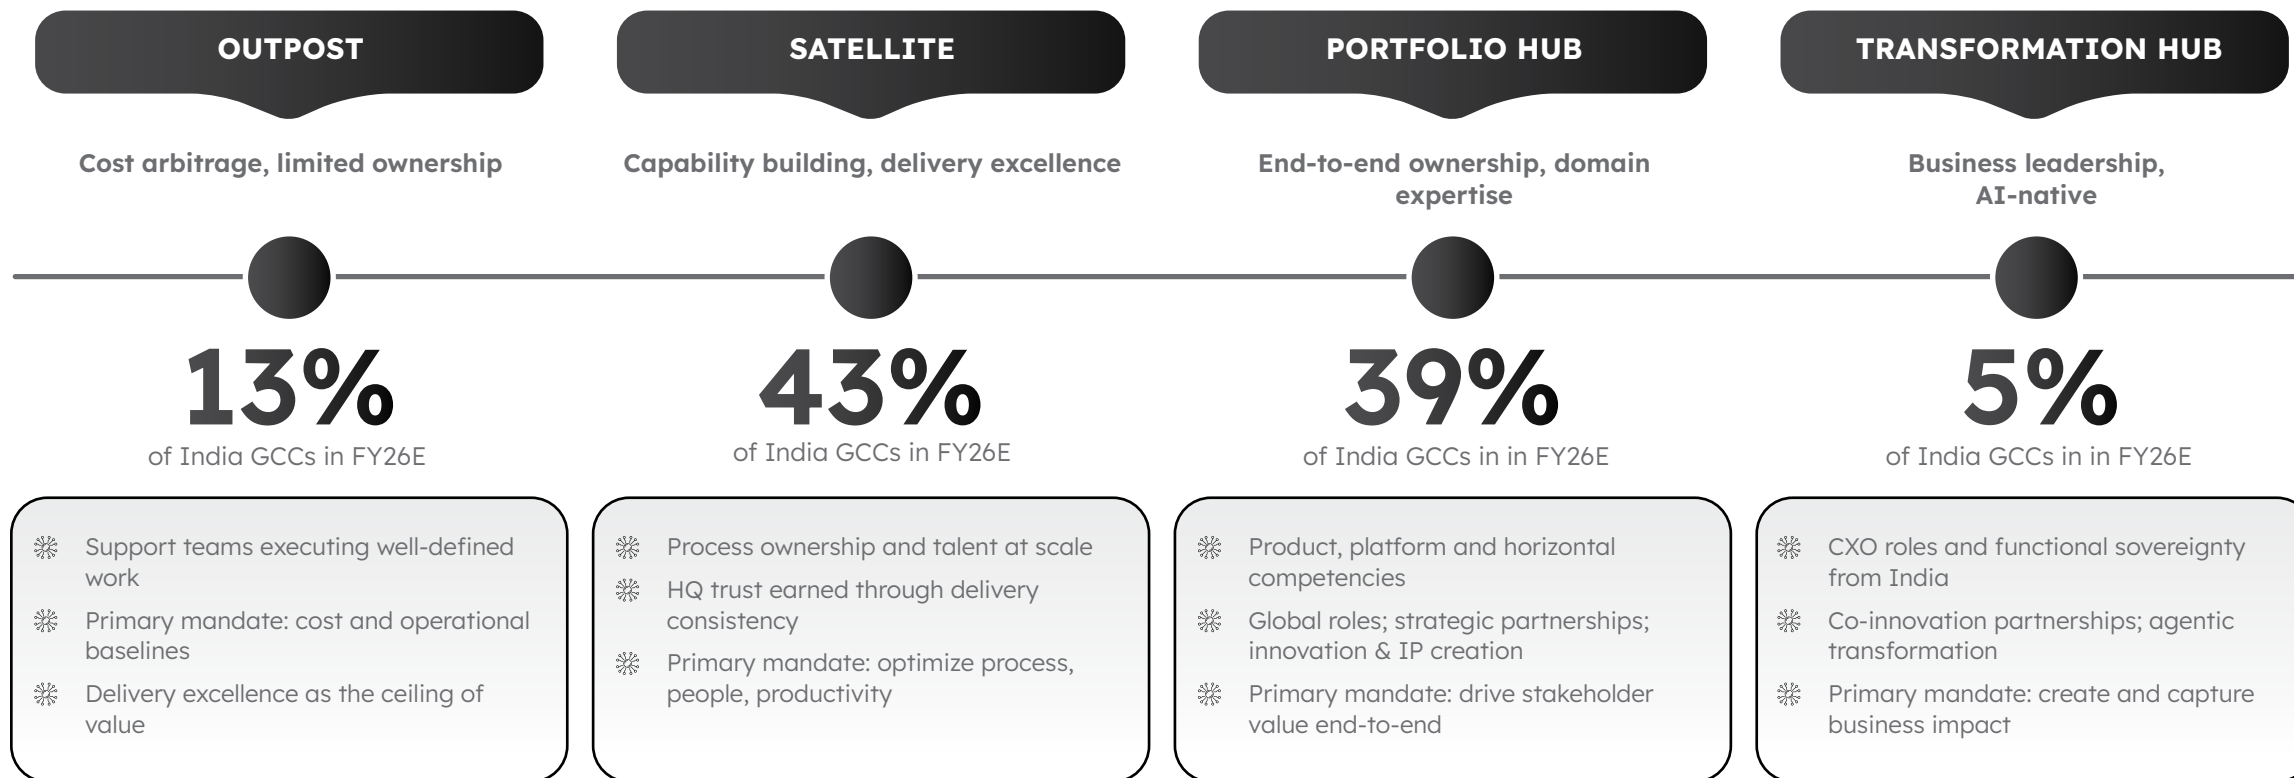 OUTPOST
Cost arbitrage, limited ownership
13%
of India GCCs in FY26E
Support teams executing well-defined
work
Primary mandate: cost and operational
baselines
Delivery excellence as the ceiling of
value
SATELLITE
Capability building, delivery excellence
43%
of India GCCs in FY26E
Process ownership and talent at scale
HQ trust earned through delivery
consistency
Primary mandate: optimize process,
people, productivity
PORTFOLIO HUB
End-to-end ownership, domain
expertise
39%
of India GCCs in in FY26E
Product, platform and horizontal
competencies
Global roles; strategic partnerships;
innovation & IP creation
Primary mandate: drive stakeholder
value end-to-end
TRANSFORMATION HUB
Business leadership,
AI-native
5%
of India GCCs in in FY26E
CXO roles and functional sovereignty
from India
Co-innovation partnerships; agentic
transformation
Primary mandate: create and capture
business impact